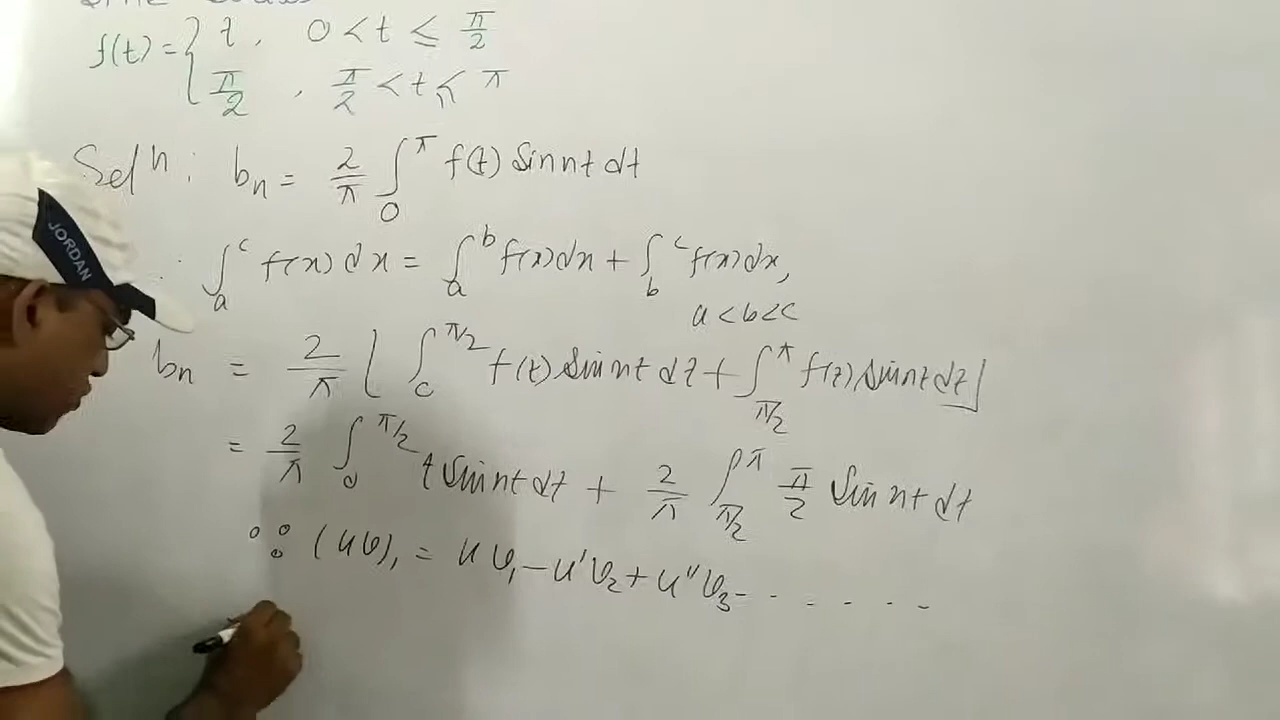 f(t) = { t , 0 < t ≤ π/2
π/2 , π/2 < t ≤ π
Solⁿ : bn = 2/π ∫₀^π f(t) Sin nt dt
∫ₐ^c f(x) dx = ∫ₐ^b f(x) dx + ∫_b^c f(x) dx,
a < b < c
bn = 2/π [ ∫₀^π/2 f(t) Sin nt dt + ∫_π/2^π f(t) Sin nt dt ]
= 2/π ∫₀^π/2 t Sin nt dt + 2/π ∫_π/2^π π/2 Sin nt dt
∵ (uv)₁ = u v₁ - u' v₂ + u'' v₃ - - - - - -
JORDAN